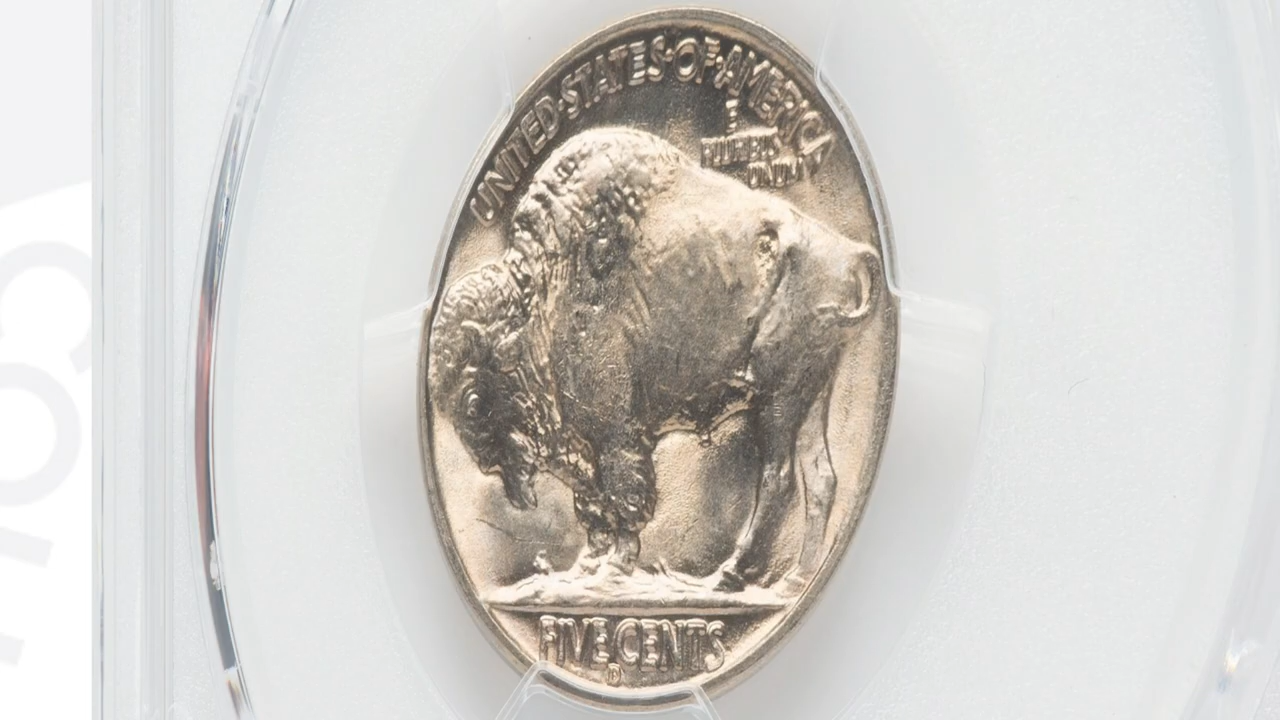 UNITED·STATES·OF·AMERICA
E
PLURIBUS
UNUM
FIVE CENTS
D